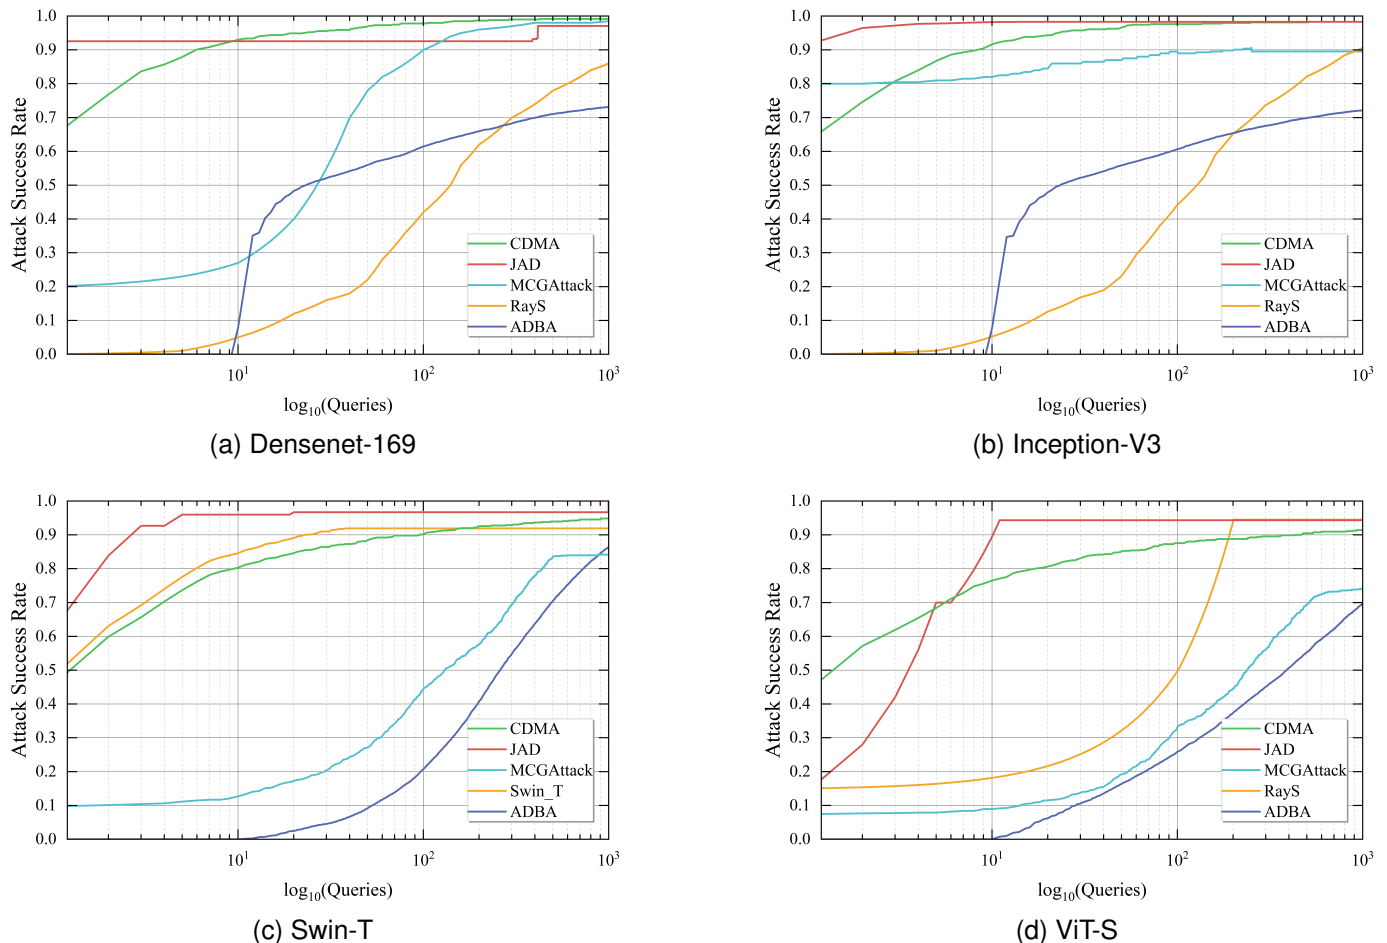 1.0
0.9
0.8
0.7
0.6
0.5
0.4
0.3
0.2
0.1
0.0
Attack Success Rate
CDMA
JAD
MCGAttack
RayS
ADBA
10¹ 10² 10³
log₁₀(Queries)
(a) Densenet-169
1.0
0.9
0.8
0.7
0.6
0.5
0.4
0.3
0.2
0.1
0.0
Attack Success Rate
CDMA
JAD
MCGAttack
RayS
ADBA
10¹ 10² 10³
log₁₀(Queries)
(b) Inception-V3
1.0
0.9
0.8
0.7
0.6
0.5
0.4
0.3
0.2
0.1
0.0
Attack Success Rate
CDMA
JAD
MCGAttack
Swin_T
ADBA
10¹ 10² 10³
log₁₀(Queries)
(c) Swin-T
1.0
0.9
0.8
0.7
0.6
0.5
0.4
0.3
0.2
0.1
0.0
Attack Success Rate
CDMA
JAD
MCGAttack
RayS
ADBA
10¹ 10² 10³
log₁₀(Queries)
(d) ViT-S